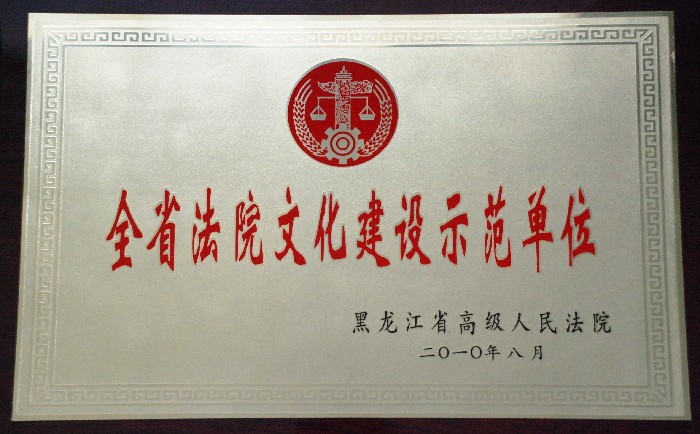 全省法院文化建设示范单位
黑龙江省高级人民法院
二〇一〇年八月